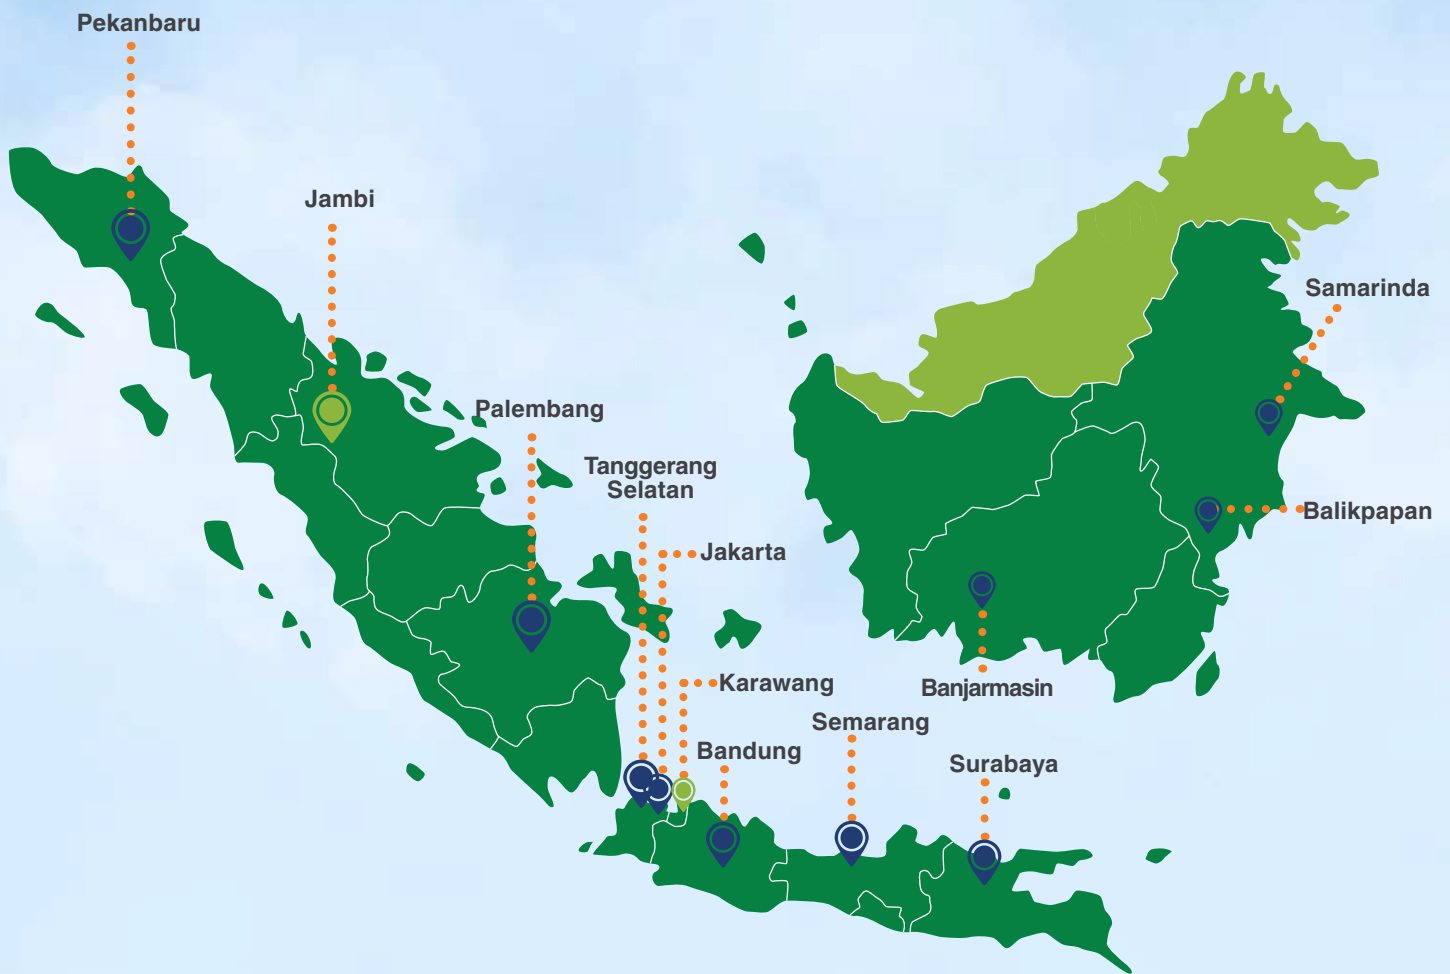 Pekanbaru
Jambi
Samarinda
Palembang
Tanggerang
Selatan
Balikpapan
Jakarta
Karawang
Banjarmasin
Semarang
Bandung
Surabaya